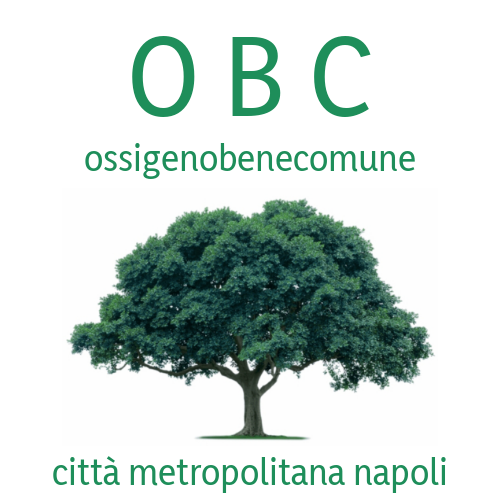 O B C
ossigenobenecomune
città metropolitana napoli